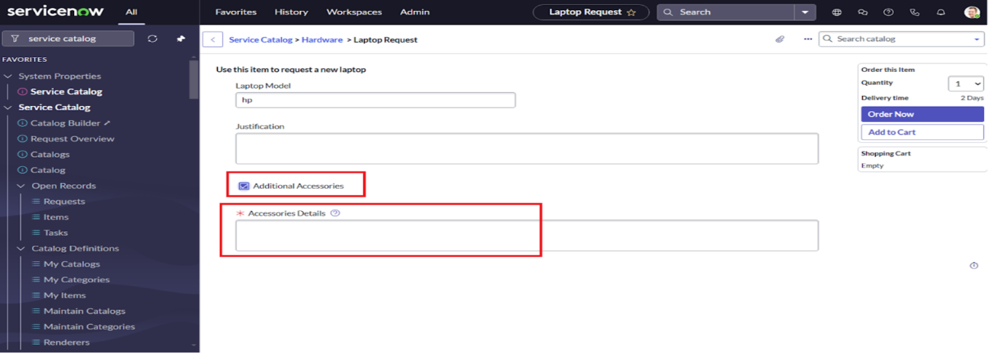 servicenow All Favorites History Workspaces Admin Laptop Request Search
service catalog
Service Catalog > Hardware > Laptop Request
Search catalog
FAVORITES
System Properties
Service Catalog
Service Catalog
Catalog Builder
Request Overview
Catalogs
Catalog
Open Records
Requests
Items
Tasks
Catalog Definitions
My Catalogs
My Categories
My Items
Maintain Catalogs
Maintain Categories
Renderers
Use this item to request a new laptop
Laptop Model
hp
Justification
Additional Accessories
* Accessories Details
Order this Item
Quantity 1
Delivery time 2 Days
Order Now
Add to Cart
Shopping Cart
Empty